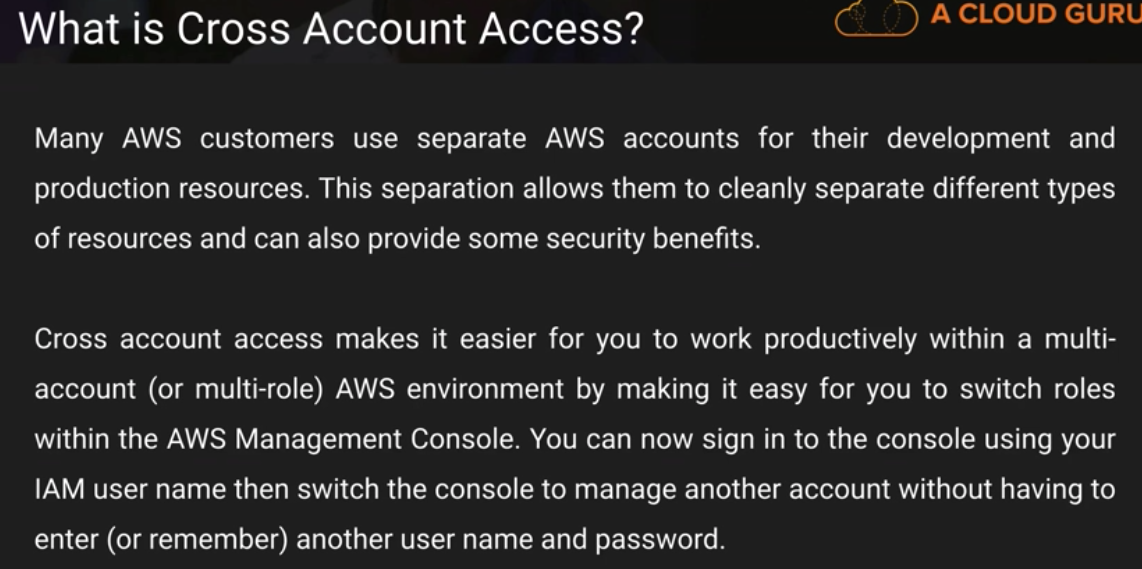 What is Cross Account Access?
A CLOUD GURU
Many AWS customers use separate AWS accounts for their development and
production resources. This separation allows them to cleanly separate different types
of resources and can also provide some security benefits.
Cross account access makes it easier for you to work productively within a multi-
account (or multi-role) AWS environment by making it easy for you to switch roles
within the AWS Management Console. You can now sign in to the console using your
IAM user name then switch the console to manage another account without having to
enter (or remember) another user name and password.